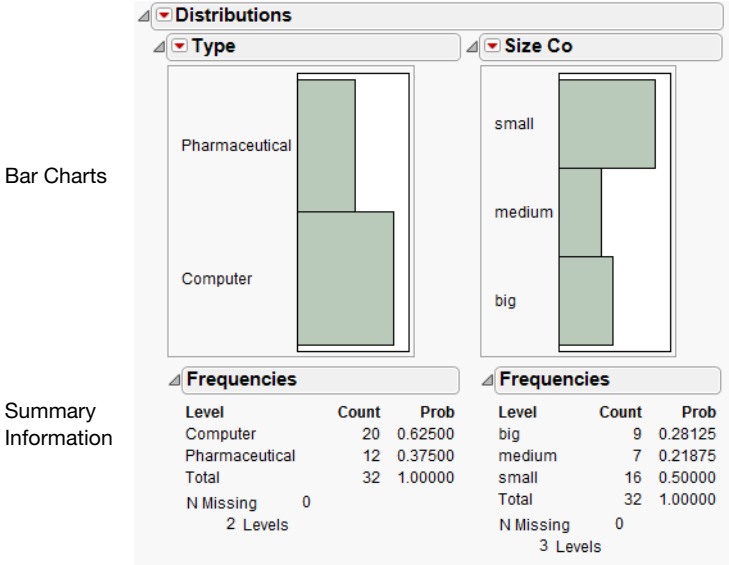 Distributions
Type
Size Co
Bar Charts
Pharmaceutical
Computer
small
medium
big
Summary
Information
Frequencies
Level Count Prob
Computer 20 0.62500
Pharmaceutical 12 0.37500
Total 32 1.00000
N Missing 0
2 Levels
Frequencies
Level Count Prob
big 9 0.28125
medium 7 0.21875
small 16 0.50000
Total 32 1.00000
N Missing 0
3 Levels